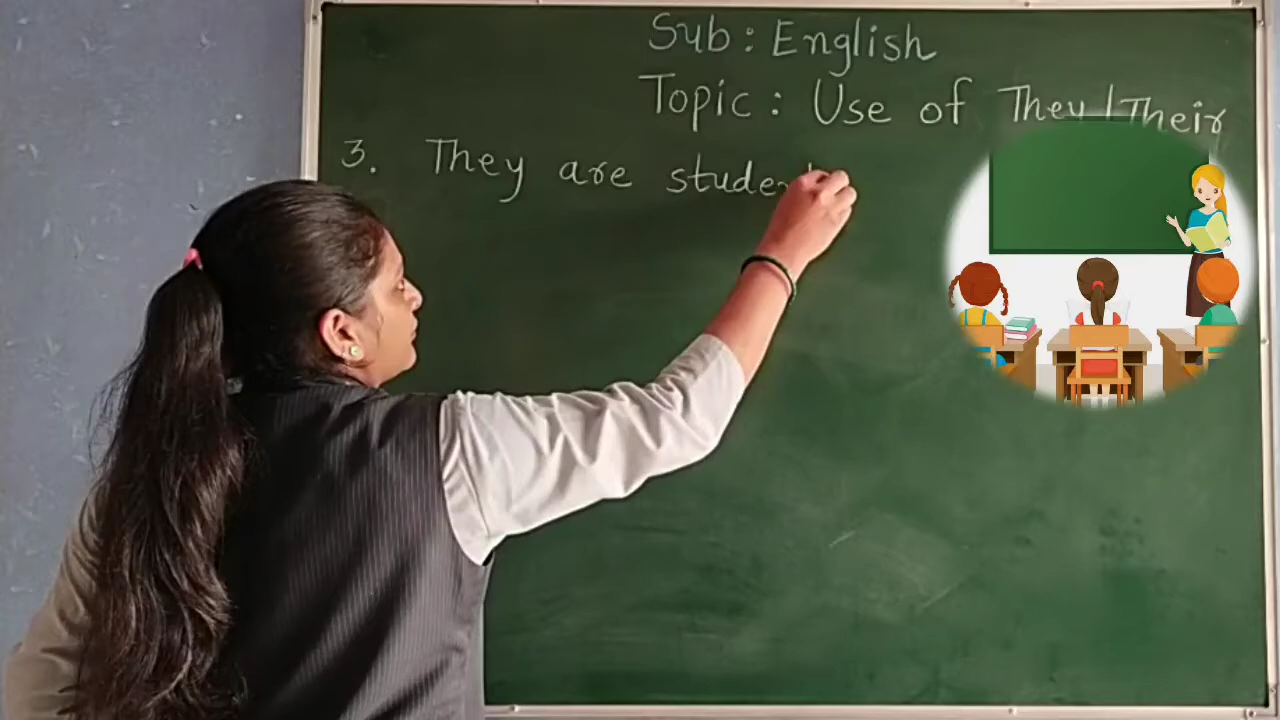 Sub : English
Topic : Use of They / Their
3. They are student